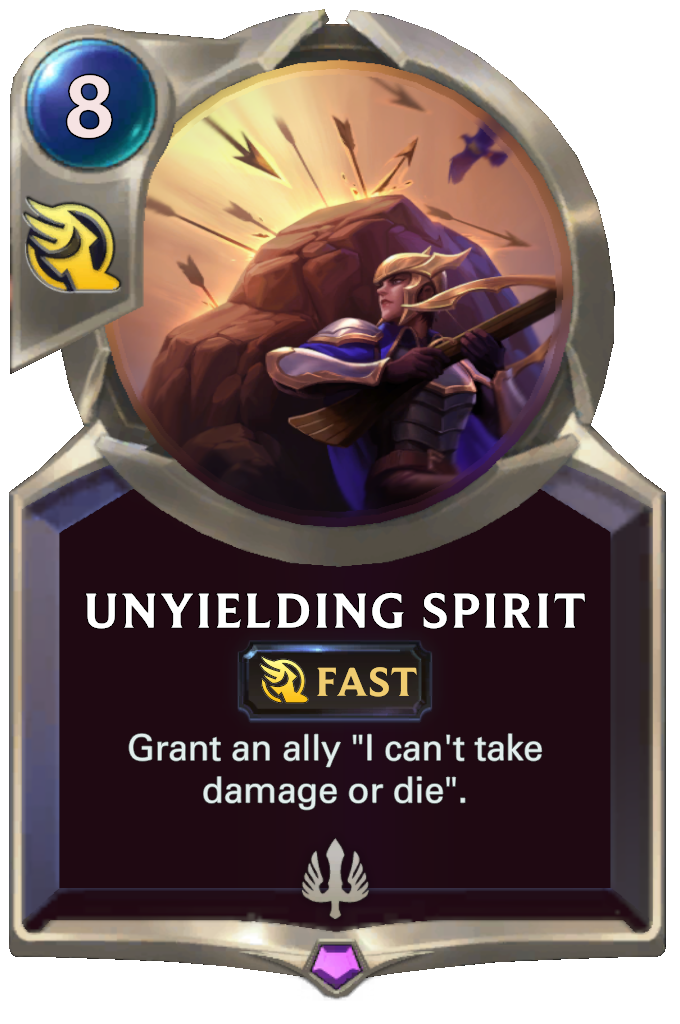 8
UNYIELDING SPIRIT
FAST
Grant an ally "I can't take
damage or die".